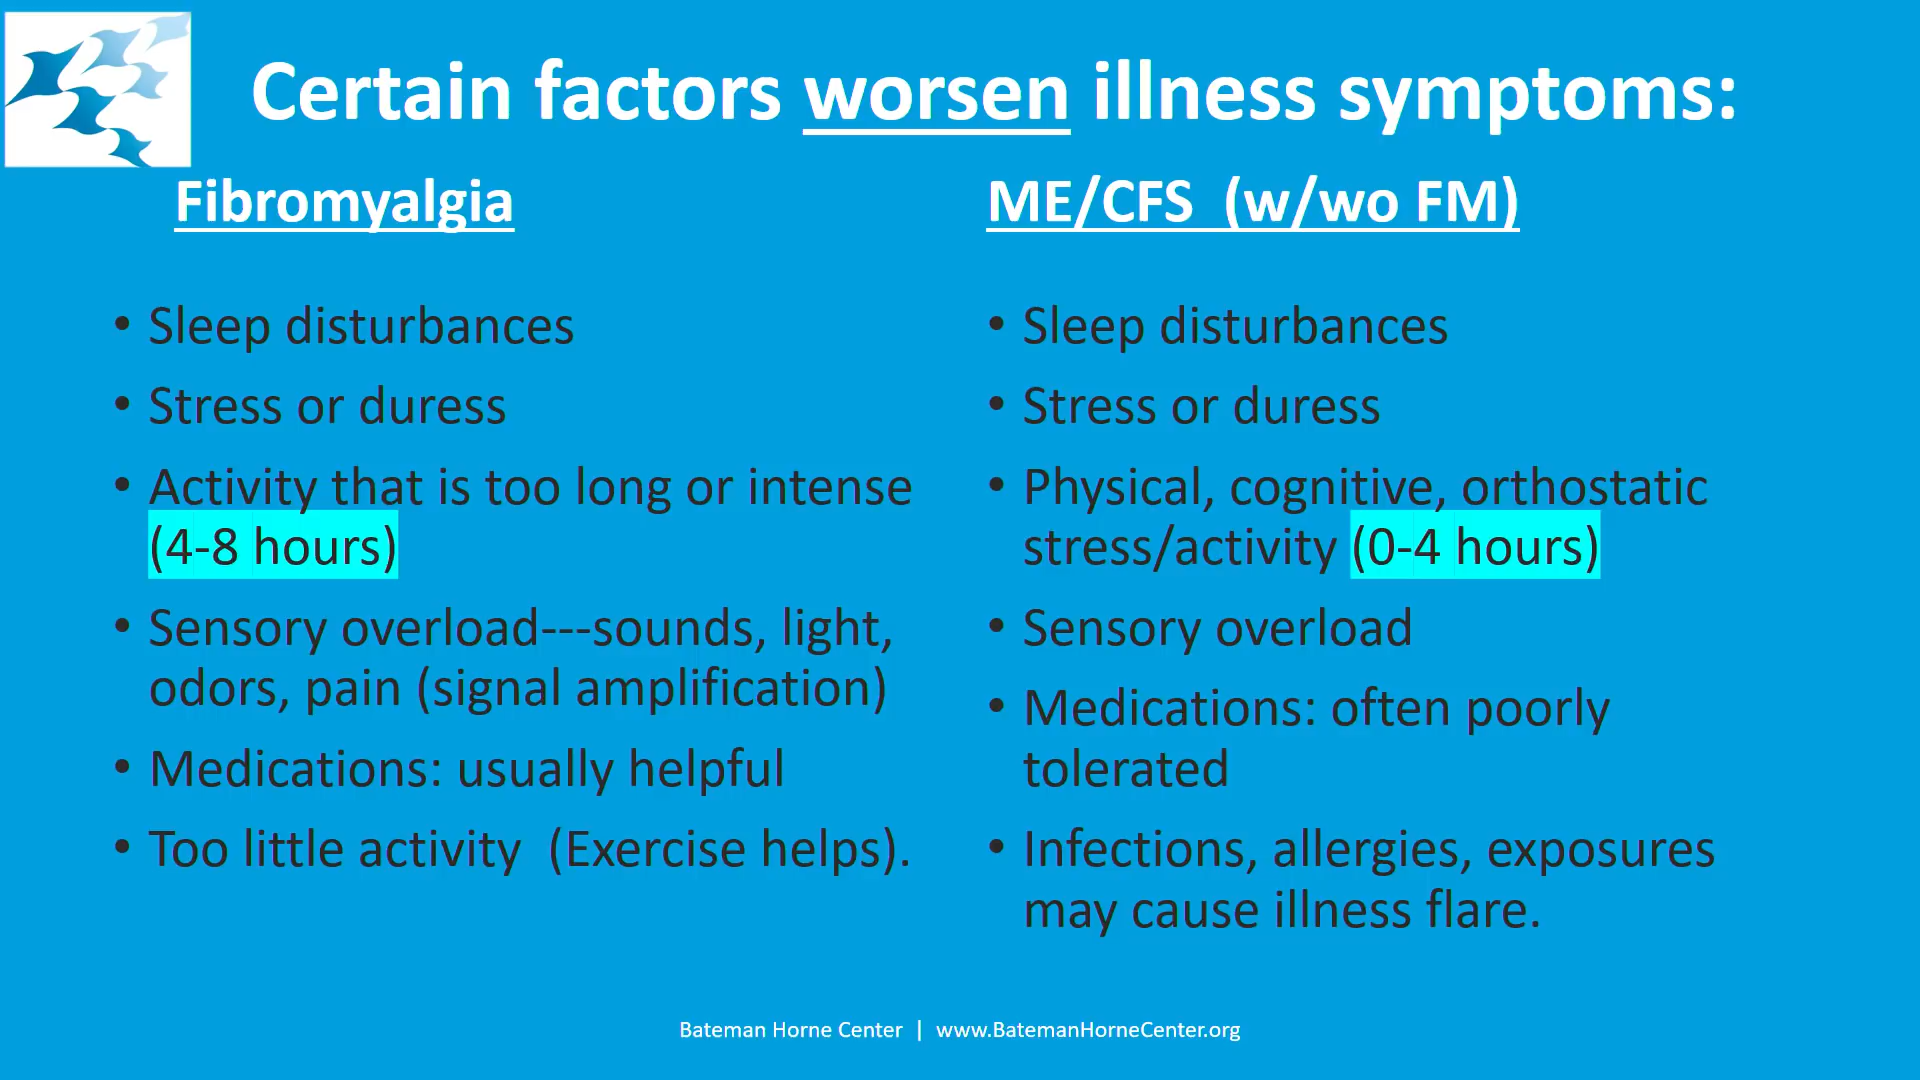 Certain factors worsen illness symptoms:
Fibromyalgia
• Sleep disturbances
• Stress or duress
• Activity that is too long or intense
(4-8 hours)
• Sensory overload---sounds, light,
odors, pain (signal amplification)
• Medications: usually helpful
• Too little activity  (Exercise helps).
ME/CFS  (w/wo FM)
• Sleep disturbances
• Stress or duress
• Physical, cognitive, orthostatic
stress/activity (0-4 hours)
• Sensory overload
• Medications: often poorly
tolerated
• Infections, allergies, exposures
may cause illness flare.
Bateman Horne Center | www.BatemanHorneCenter.org